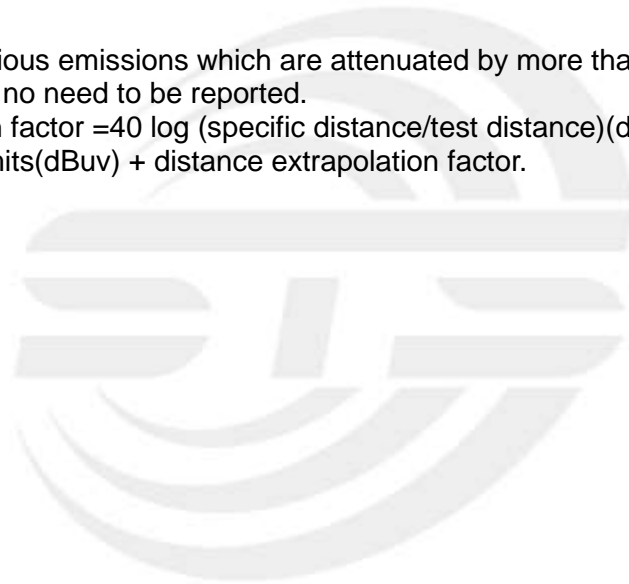 ious emissions which are attenuated by more tha
no need to be reported.
factor =40 log (specific distance/test distance)(d
nits(dBuv) + distance extrapolation factor.
STS